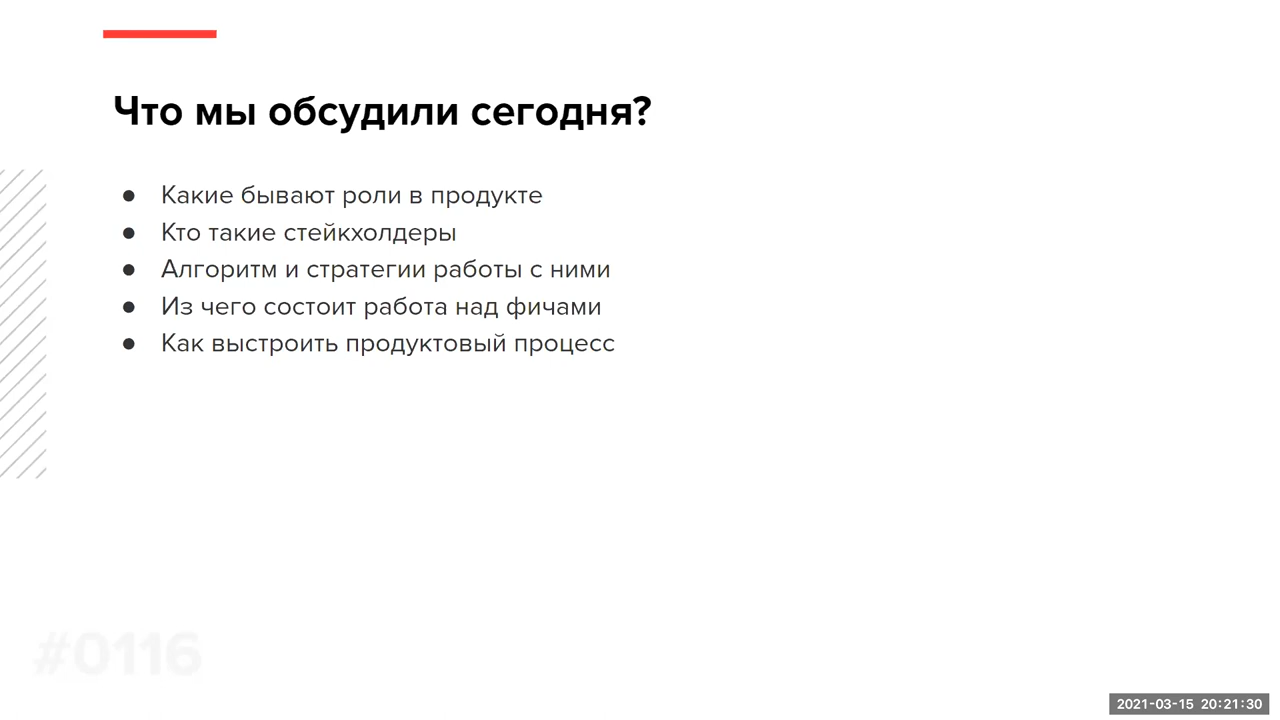 Что мы обсудили сегодня?
● Какие бывают роли в продукте
● Кто такие стейкхолдеры
● Алгоритм и стратегии работы с ними
● Из чего состоит работа над фичами
● Как выстроить продуктовый процесс
#0116
2021-03-15 20:21:30